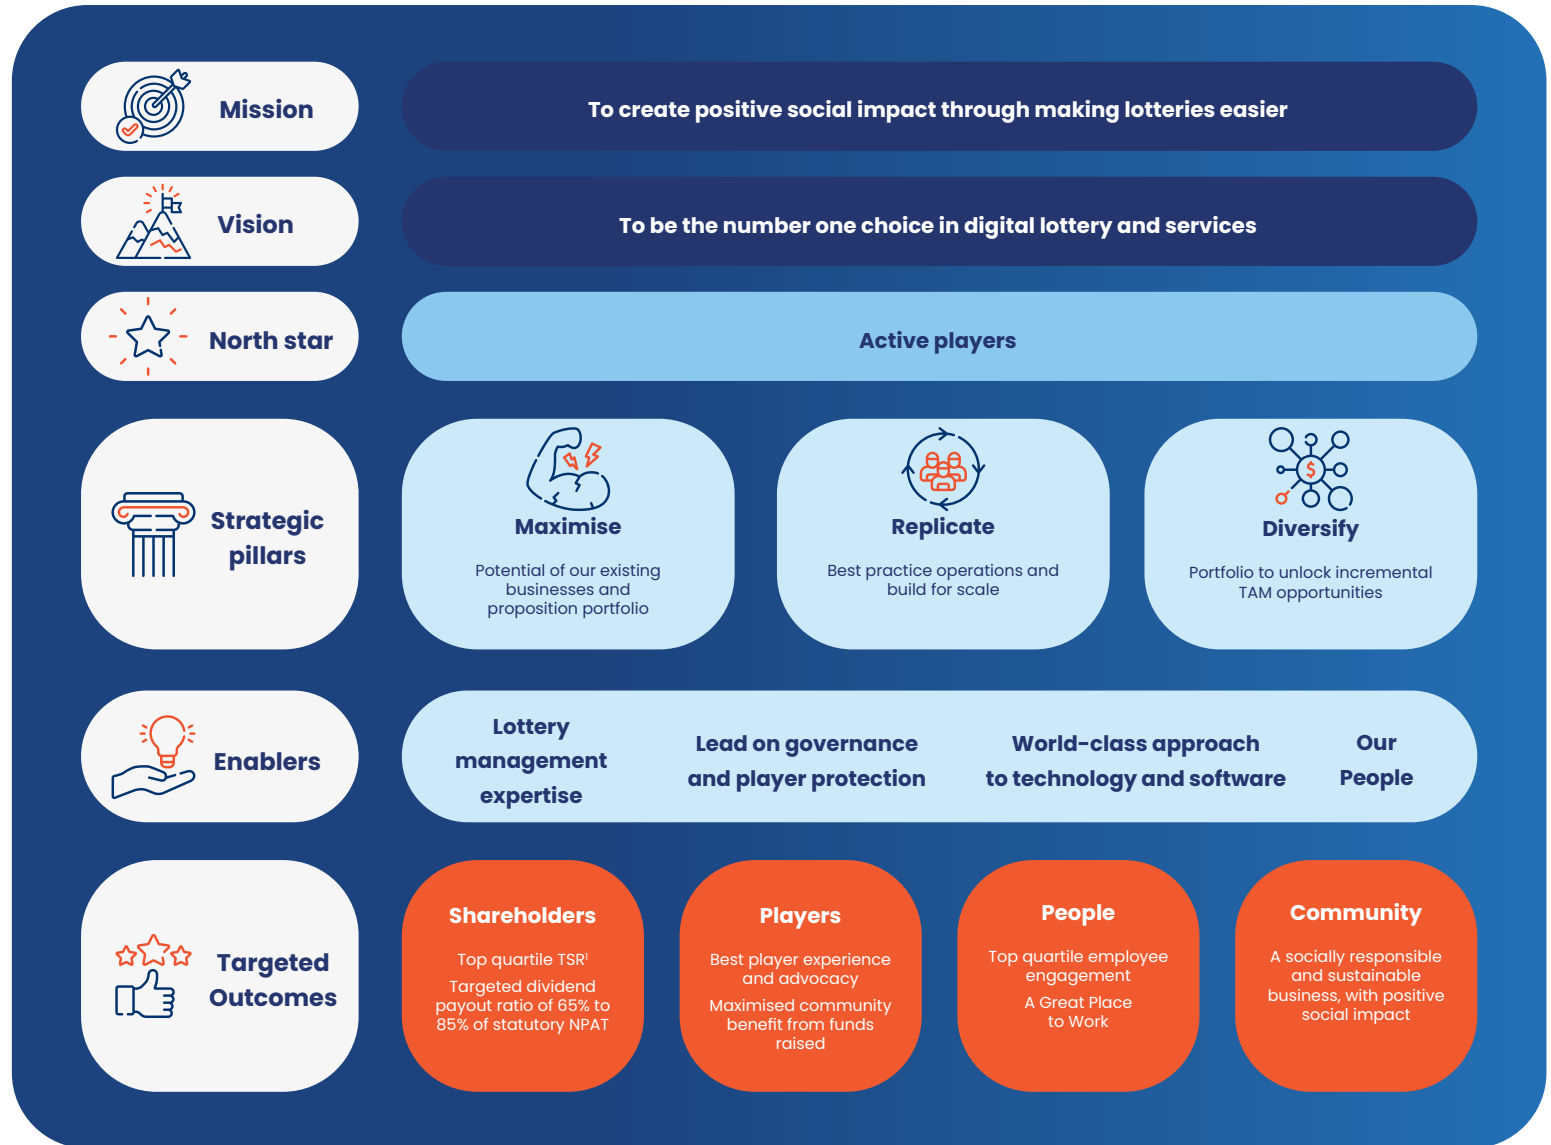 Mission
To create positive social impact through making lotteries easier
Vision
To be the number one choice in digital lottery and services
North star
Active players
Strategic
pillars
Maximise
Potential of our existing
businesses and
proposition portfolio
Replicate
Best practice operations and
build for scale
Diversify
$
Portfolio to unlock incremental
TAM opportunities
Enablers
Lottery
management
expertise
Lead on governance
and player protection
World-class approach
to technology and software
Our
People
Targeted
Outcomes
Shareholders
Top quartile TSR¹
Targeted dividend
payout ratio of 65% to
85% of statutory NPAT
Players
Best player experience
and advocacy
Maximised community
benefit from funds
raised
People
Top quartile employee
engagement
A Great Place
to Work
Community
A socially responsible
and sustainable
business, with positive
social impact